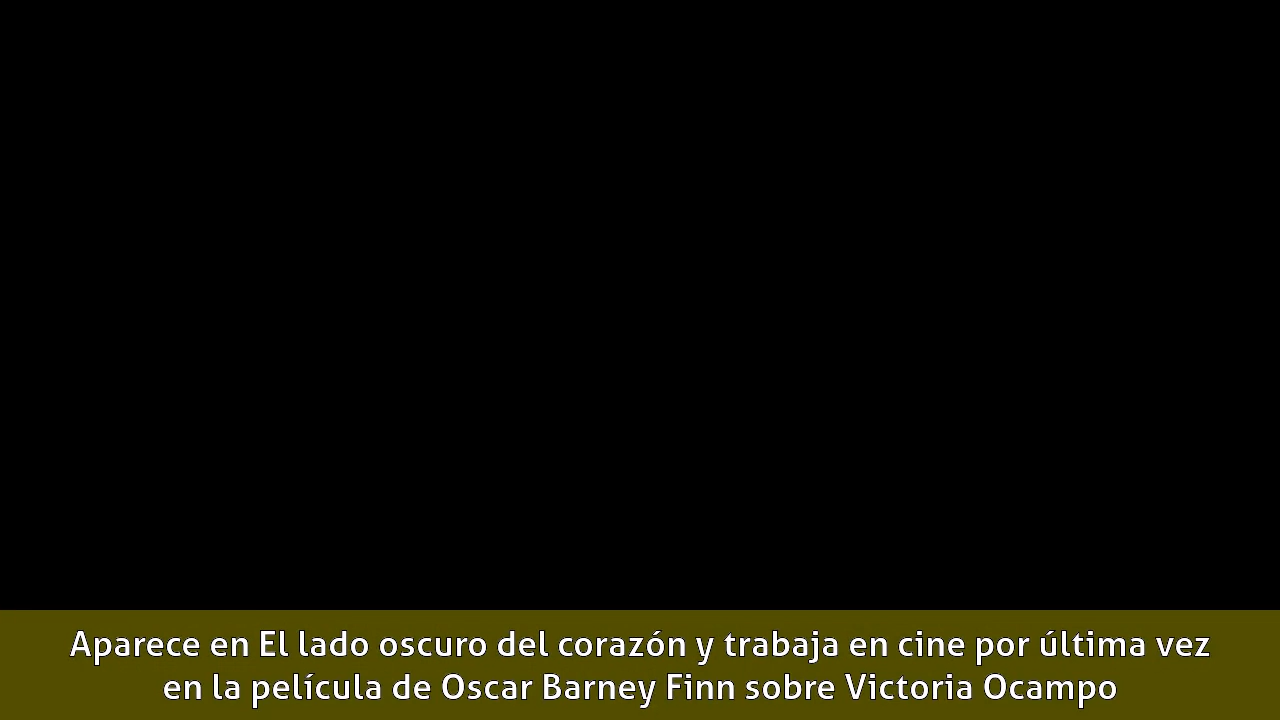 Aparece en El lado oscuro del corazón y trabaja en cine por última vez
en la película de Oscar Barney Finn sobre Victoria Ocampo